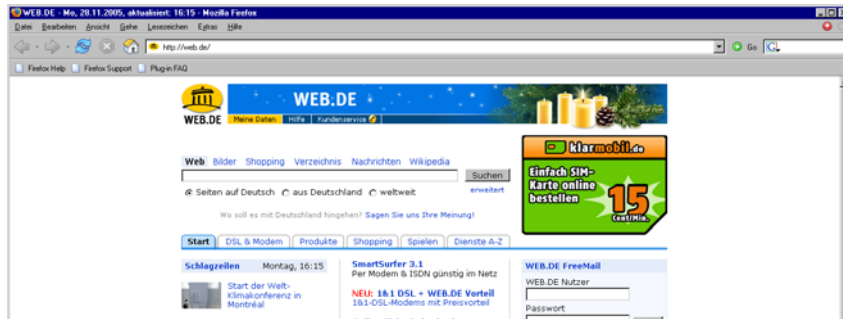 WEB.DE - Mo, 28.11.2005, aktualisiert: 16:15 - Mozilla Firefox
Datei Bearbeiten Ansicht Gehe Lesezeichen Extras Hilfe
http://web.de/ Go
Firefox Help Firefox Support Plug-in FAQ
WEB.DE
WEB.DE Meine Daten Hilfe Kundenservice
klarmobil.de
Einfach SIM-
Karte online
bestellen
15
Cent/Min.
Web Bilder Shopping Verzeichnis Nachrichten Wikipedia
Suchen
Seiten auf Deutsch aus Deutschland weltweit erweitert
Wo soll es mit Deutschland hingehen? Sagen Sie uns Ihre Meinung!
Start DSL & Modem Produkte Shopping Spielen Dienste A-Z
Schlagzeilen Montag, 16:15
Start der Welt-
Klimakonferenz in
Montréal
SmartSurfer 3.1
Per Modem & ISDN günstig im Netz
NEU: 1&1 DSL + WEB.DE Vorteil
1&1-DSL-Modems mit Preisvorteil
WEB.DE FreeMail
WEB.DE Nutzer
Passwort